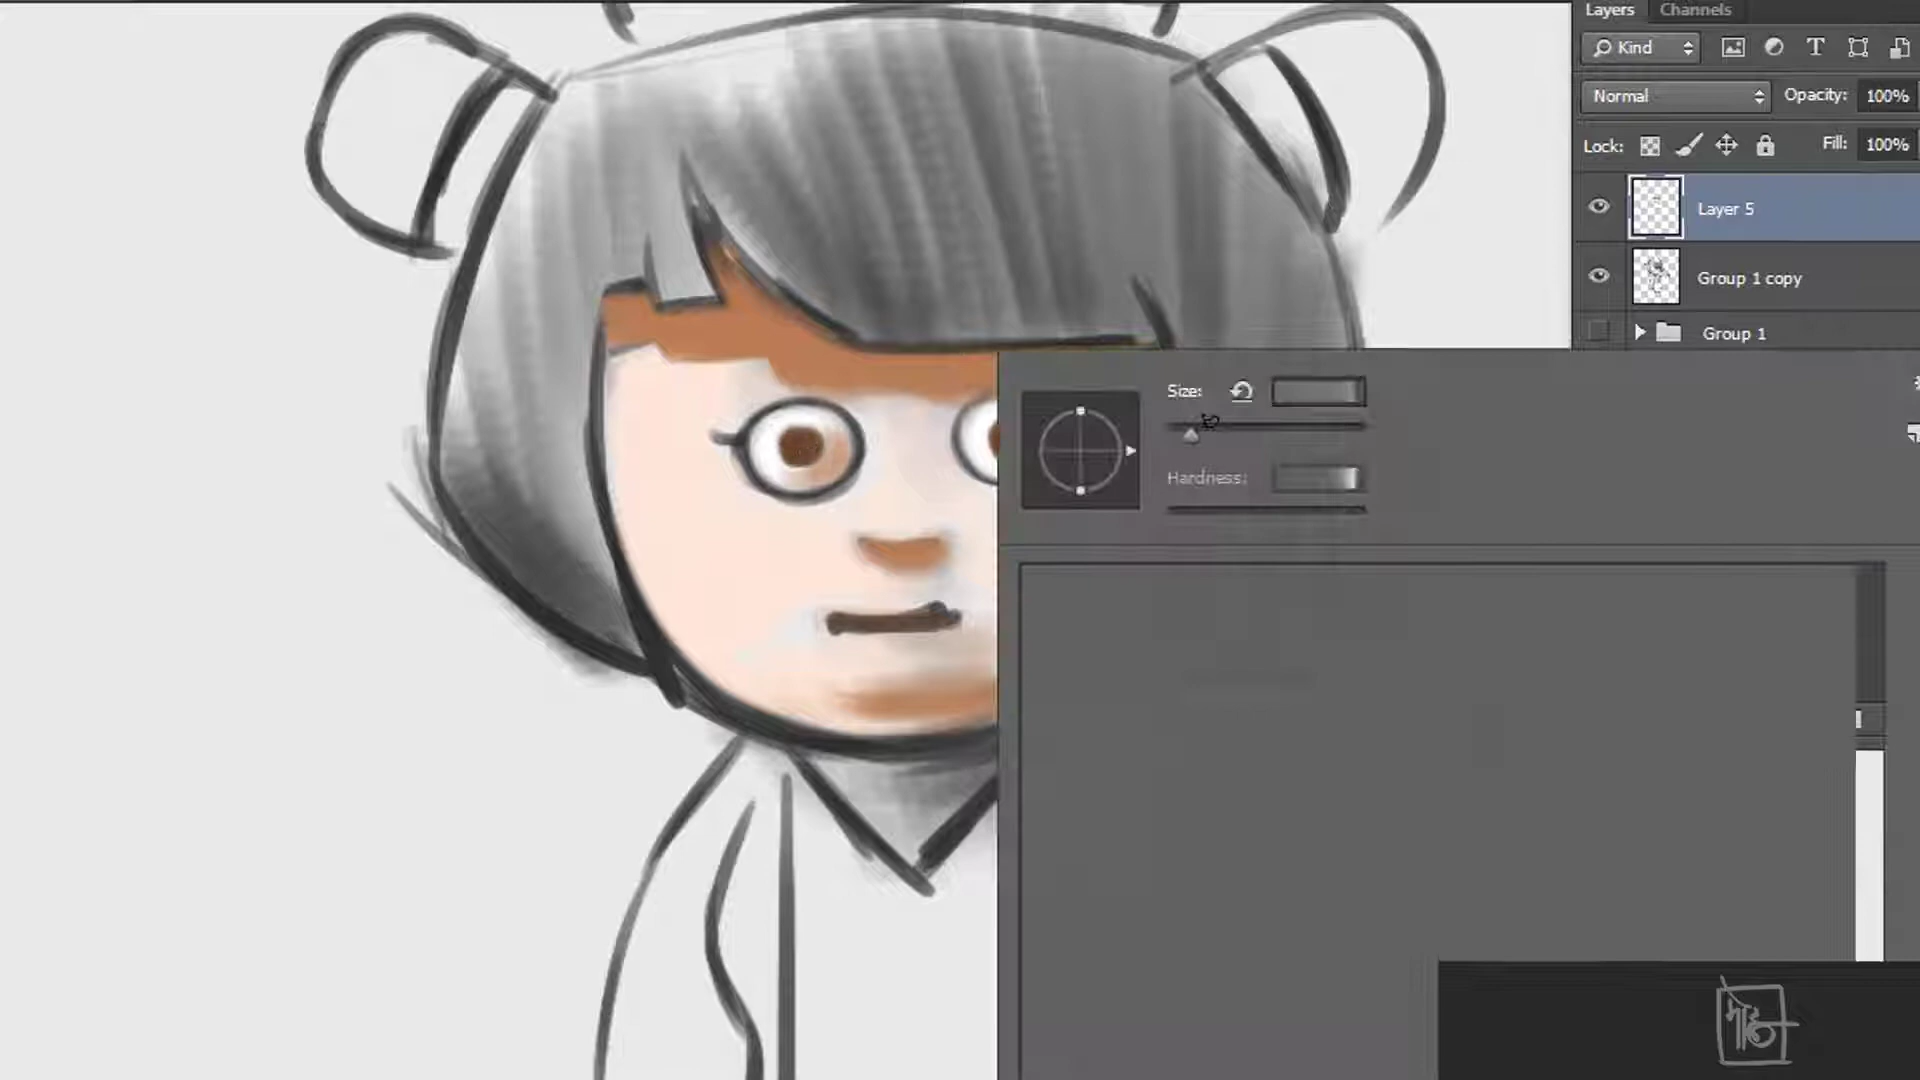 Layers Channels
Kind
Normal Opacity: 100%
Lock: Fill: 100%
Layer 5
Group 1 copy
Group 1
Size:
Hardness: